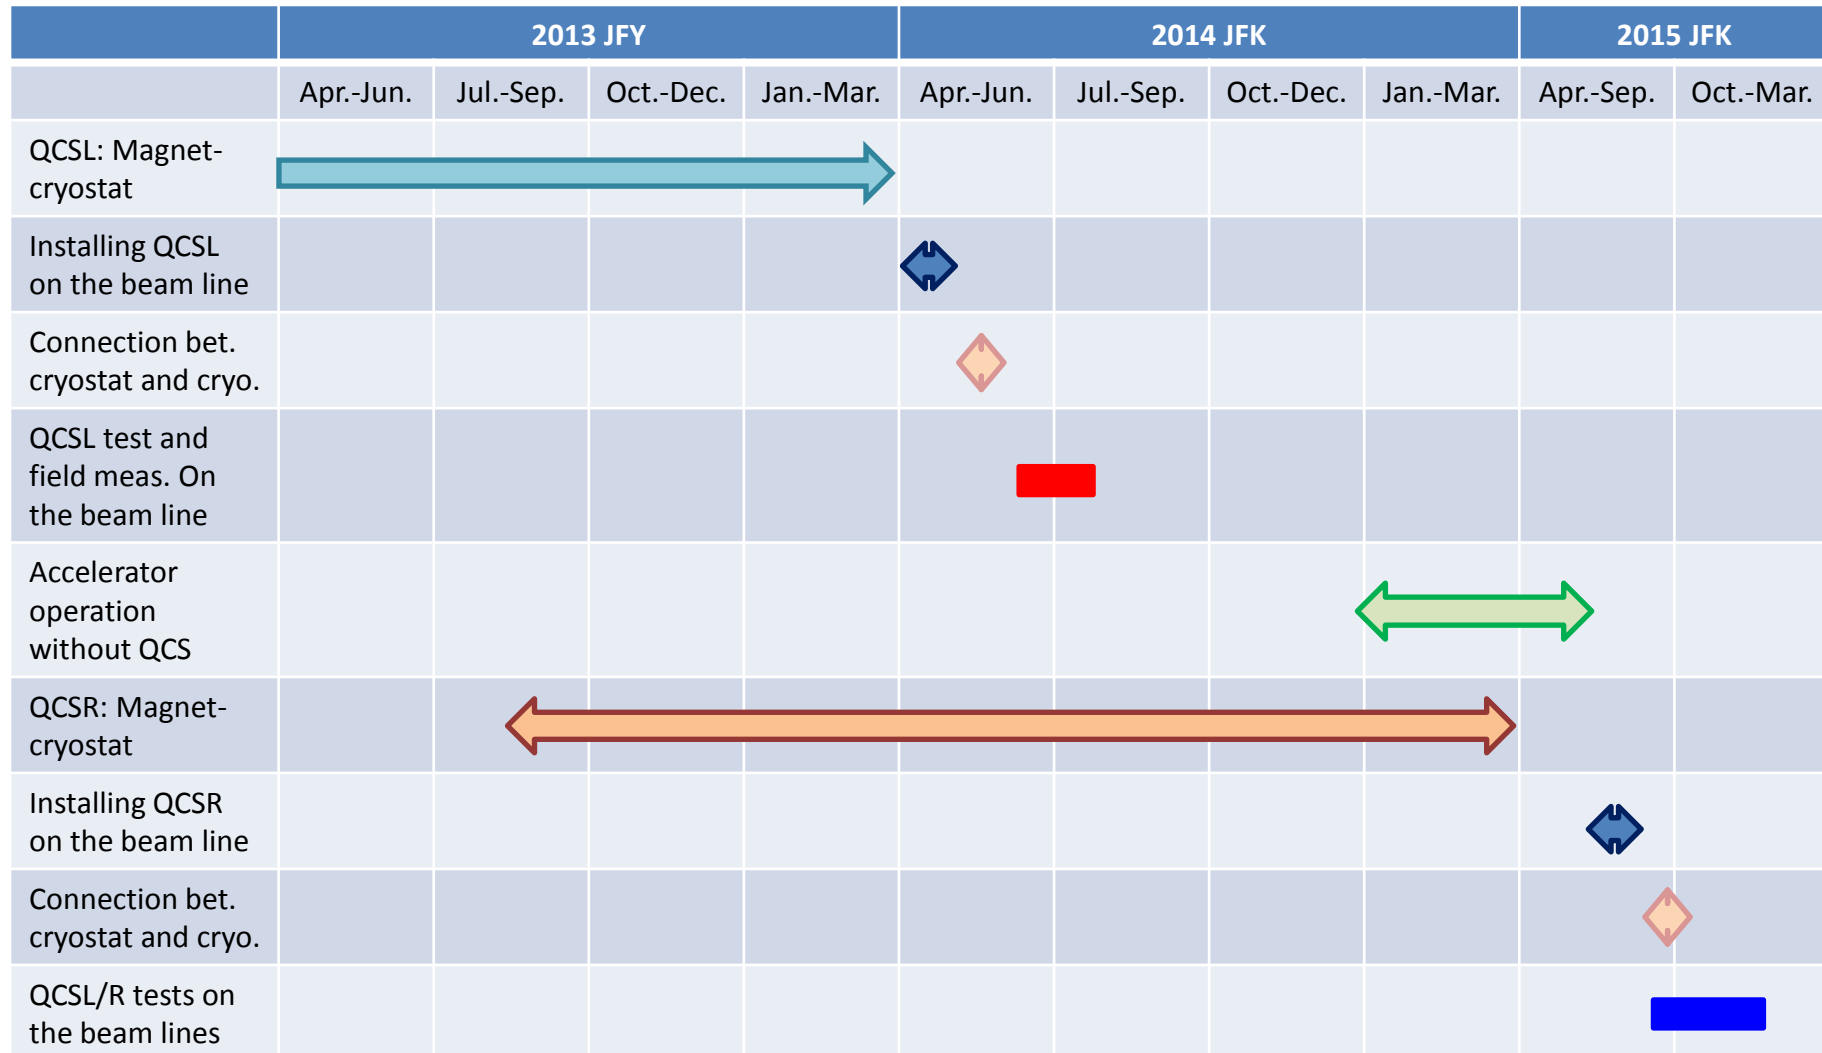 2013 JFY 2014 JFK 2015 JFK
Apr.-Jun. Jul.-Sep. Oct.-Dec. Jan.-Mar. Apr.-Jun. Jul.-Sep. Oct.-Dec. Jan.-Mar. Apr.-Sep. Oct.-Mar.
QCSL: Magnet-
cryostat
Installing QCSL
on the beam line
Connection bet.
cryostat and cryo.
QCSL test and
field meas. On
the beam line
Accelerator
operation
without QCS
QCSR: Magnet-
cryostat
Installing QCSR
on the beam line
Connection bet.
cryostat and cryo.
QCSL/R tests on
the beam lines